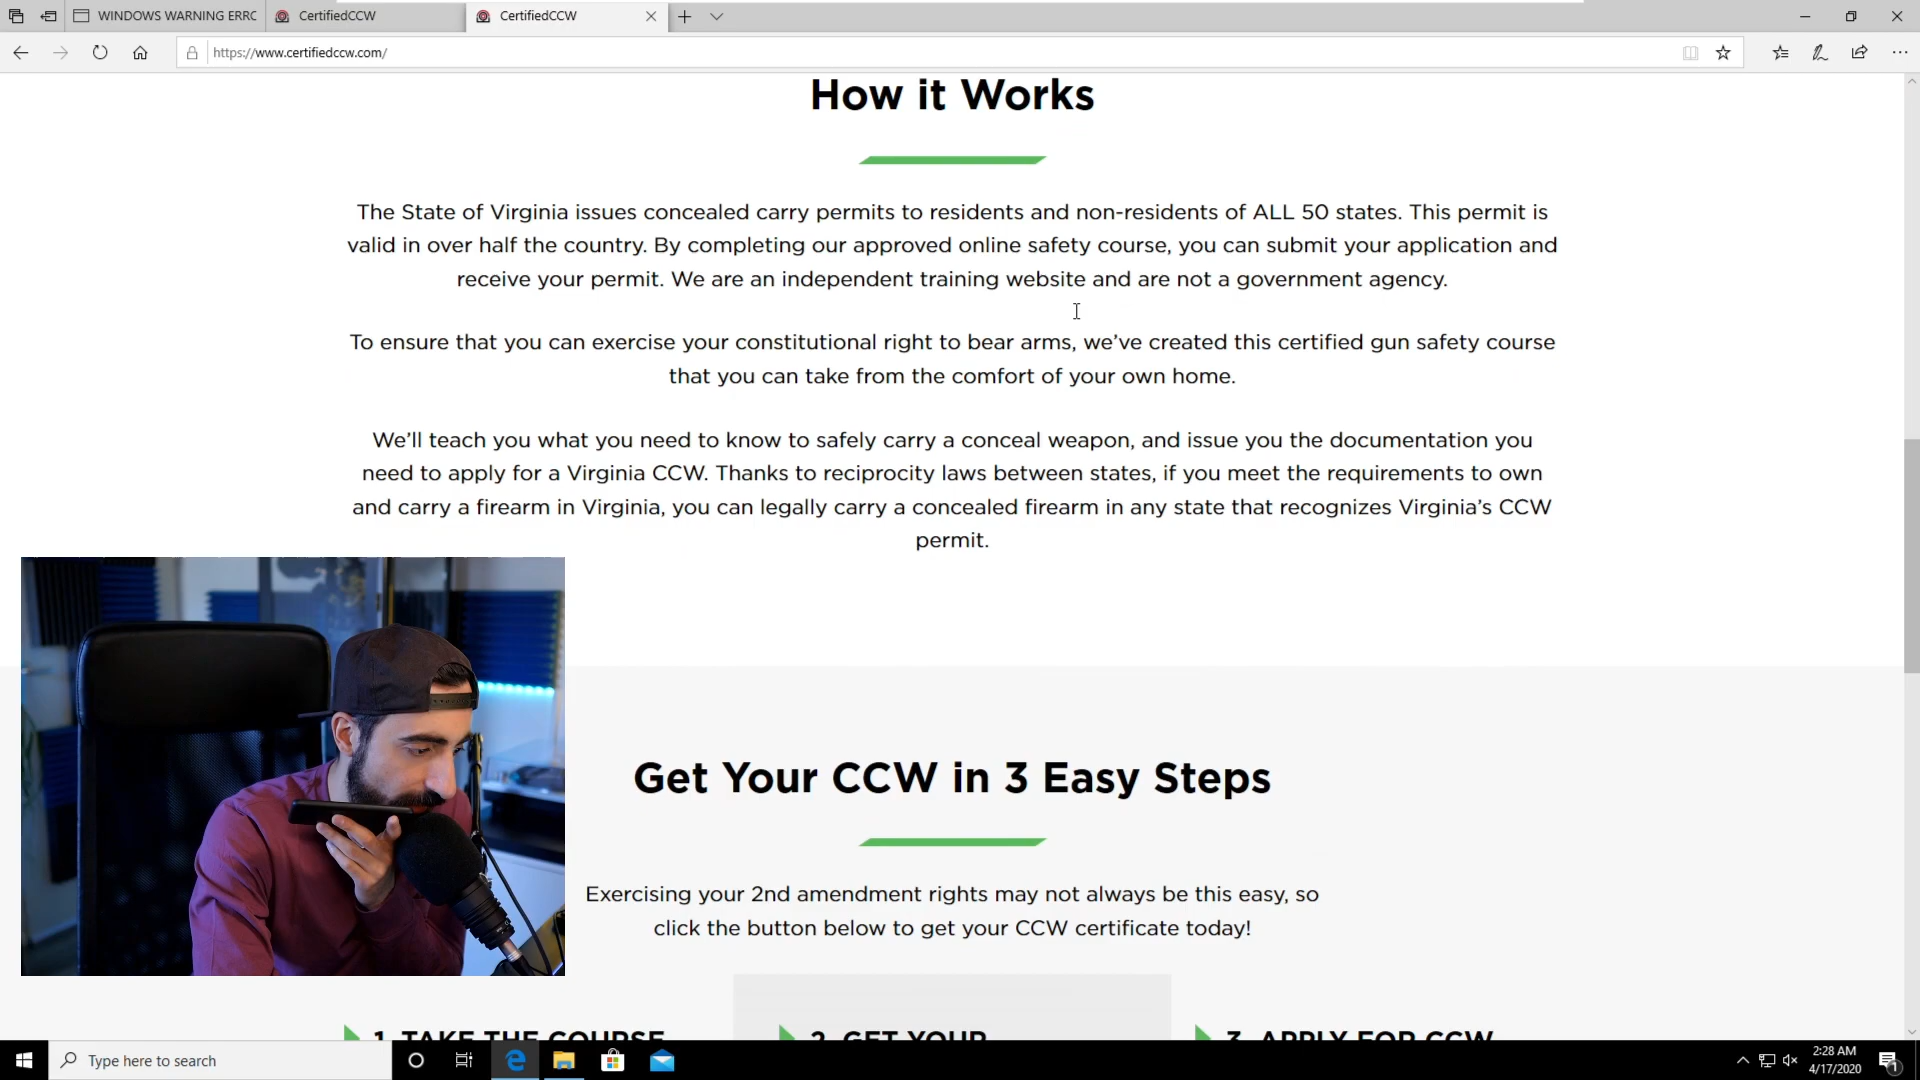 WINDOWS WARNING ERRC
CertifiedCCW
CertifiedCCW
https://www.certifiedccw.com/
How it Works
The State of Virginia issues concealed carry permits to residents and non-residents of ALL 50 states. This permit is
valid in over half the country. By completing our approved online safety course, you can submit your application and
receive your permit. We are an independent training website and are not a government agency.
To ensure that you can exercise your constitutional right to bear arms, we’ve created this certified gun safety course
that you can take from the comfort of your own home.
We’ll teach you what you need to know to safely carry a conceal weapon, and issue you the documentation you
need to apply for a Virginia CCW. Thanks to reciprocity laws between states, if you meet the requirements to own
and carry a firearm in Virginia, you can legally carry a concealed firearm in any state that recognizes Virginia’s CCW
permit.
Get Your CCW in 3 Easy Steps
Exercising your 2nd amendment rights may not always be this easy, so
click the button below to get your CCW certificate today!
1. TAKE THE COURSE
2. GET YOUR
3. APPLY FOR CCW
Type here to search
2:28 AM
4/17/2020
1